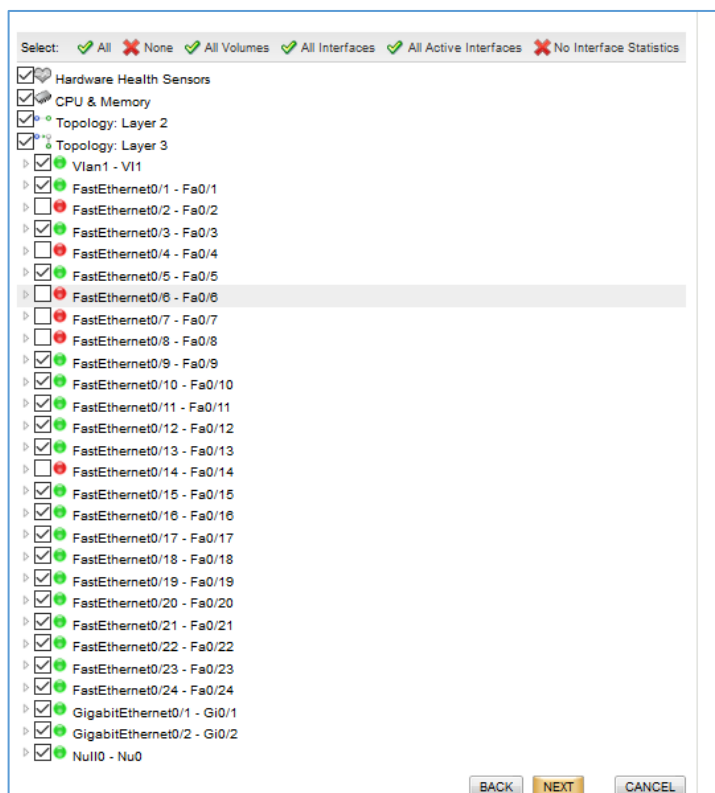 Select: All None All Volumes All Interfaces All Active Interfaces No Interface Statistics
Hardware Health Sensors
CPU & Memory
Topology: Layer 2
Topology: Layer 3
Vlan1 - Vl1
FastEthernet0/1 - Fa0/1
FastEthernet0/2 - Fa0/2
FastEthernet0/3 - Fa0/3
FastEthernet0/4 - Fa0/4
FastEthernet0/5 - Fa0/5
FastEthernet0/6 - Fa0/6
FastEthernet0/7 - Fa0/7
FastEthernet0/8 - Fa0/8
FastEthernet0/9 - Fa0/9
FastEthernet0/10 - Fa0/10
FastEthernet0/11 - Fa0/11
FastEthernet0/12 - Fa0/12
FastEthernet0/13 - Fa0/13
FastEthernet0/14 - Fa0/14
FastEthernet0/15 - Fa0/15
FastEthernet0/16 - Fa0/16
FastEthernet0/17 - Fa0/17
FastEthernet0/18 - Fa0/18
FastEthernet0/19 - Fa0/19
FastEthernet0/20 - Fa0/20
FastEthernet0/21 - Fa0/21
FastEthernet0/22 - Fa0/22
FastEthernet0/23 - Fa0/23
FastEthernet0/24 - Fa0/24
GigabitEthernet0/1 - Gi0/1
GigabitEthernet0/2 - Gi0/2
Null0 - Nu0
BACK NEXT CANCEL